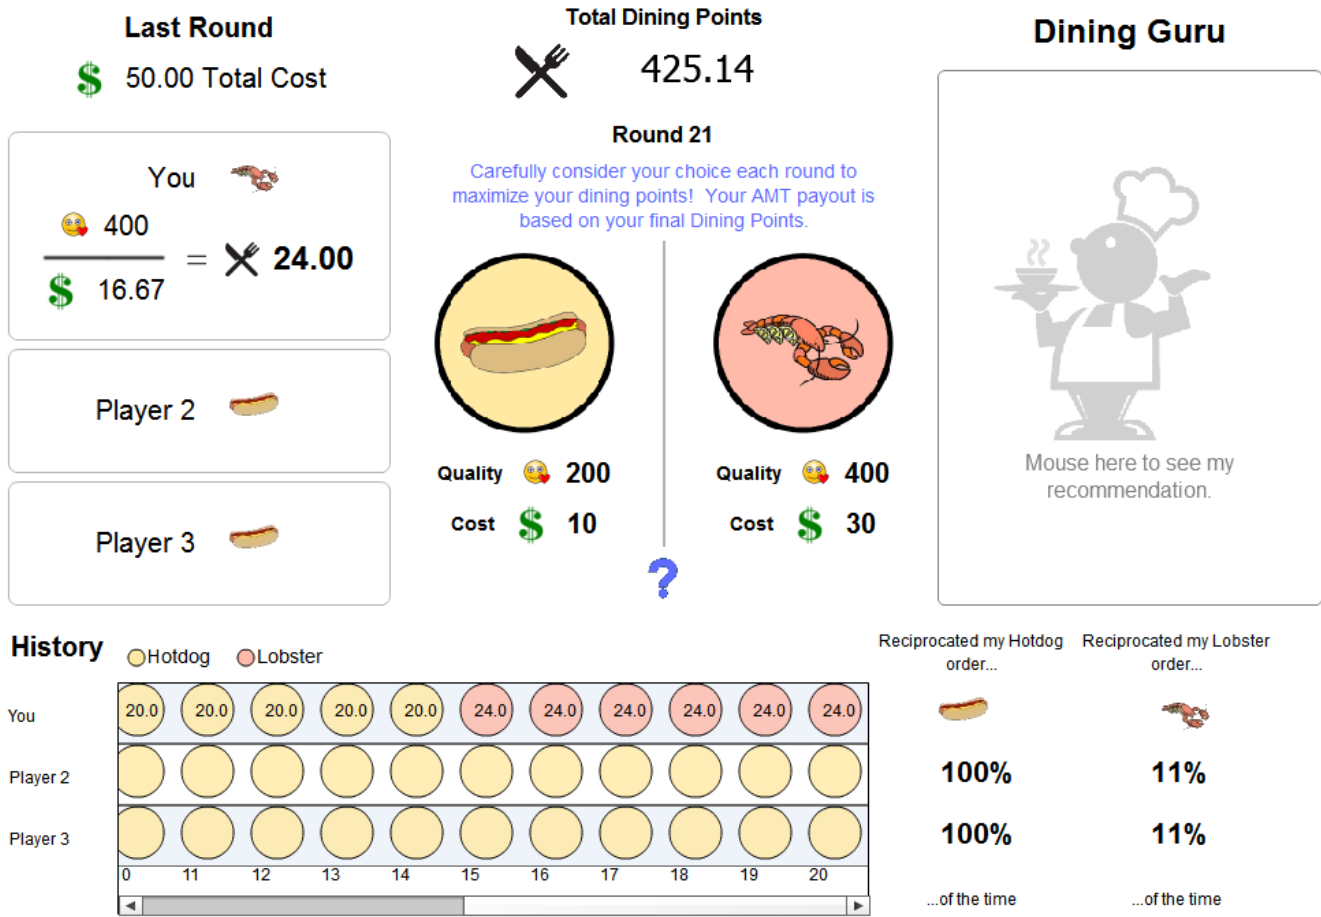 Last Round
$ 50.00 Total Cost
You
400
$ 16.67
= 24.00
Player 2
Player 3
Total Dining Points
425.14
Round 21
Carefully consider your choice each round to
maximize your dining points! Your AMT payout is
based on your final Dining Points.
Quality 200
Cost $ 10
Quality 400
Cost $ 30
?
Dining Guru
Mouse here to see my
recommendation.
History
Hotdog Lobster
You 20.0 20.0 20.0 20.0 20.0 24.0 24.0 24.0 24.0 24.0 24.0
Player 2
Player 3
0 11 12 13 14 15 16 17 18 19 20
Reciprocated my Hotdog
order...
100%
100%
...of the time
Reciprocated my Lobster
order...
11%
11%
...of the time